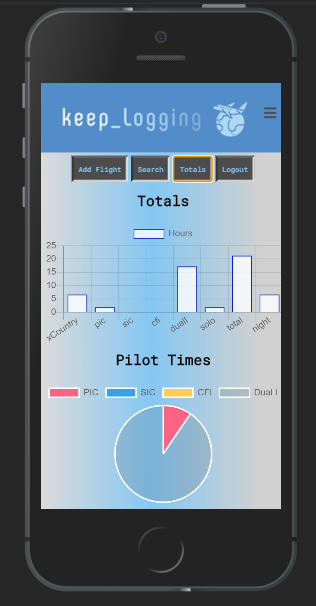 keep_logging
Add Flight Search Totals Logout
Totals
Hours
25
20
15
10
5
0
xCountry pic sic cfi duall solo total night
Pilot Times
PIC SIC CFI Dual I